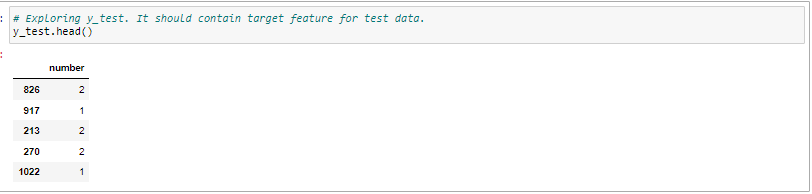 : # Exploring y_test. It should contain target feature for test data.
y_test.head()
:
number
826 2
917 1
213 2
270 2
1022 1